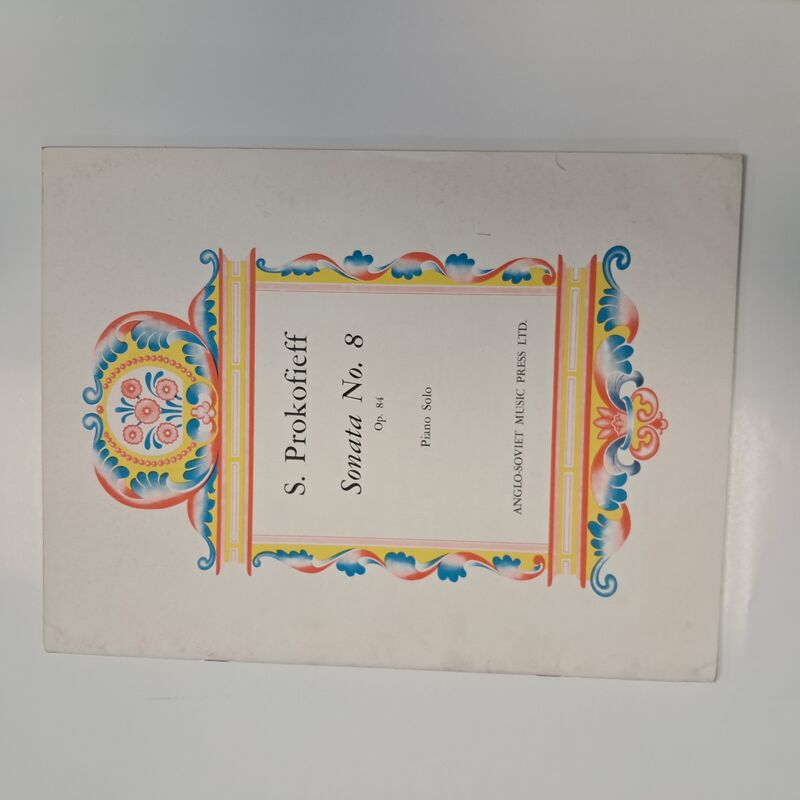 S. Prokofieff
Sonata No. 8
Op. 84
Piano Solo
ANGLO-SOVIET MUSIC PRESS LTD.